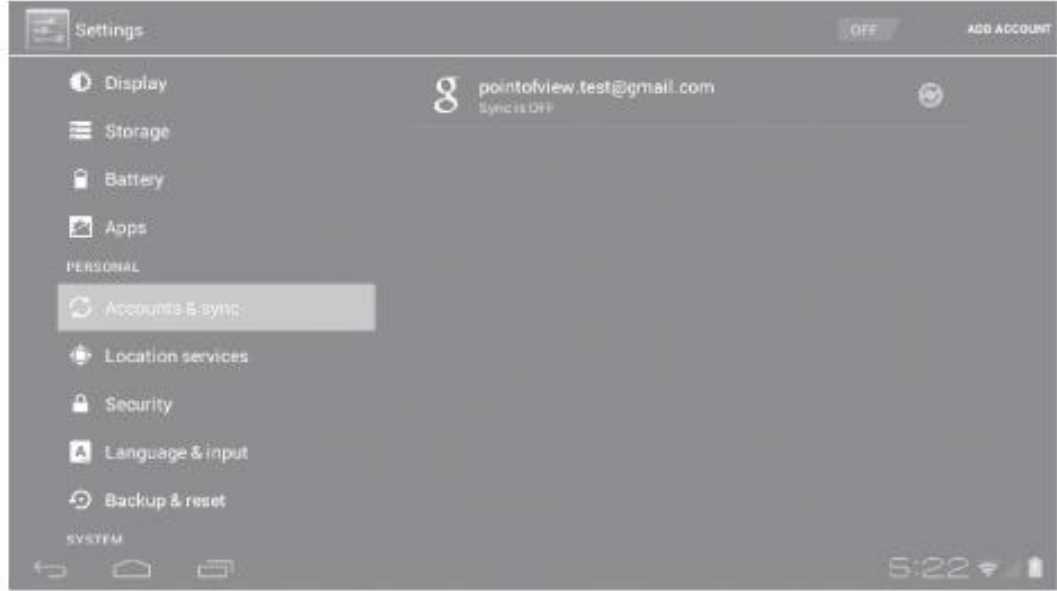 Settings
OFF
ADD ACCOUNT
Display
Storage
Battery
Apps
PERSONAL
Accounts & sync
Location services
Security
Language & input
Backup & reset
SYSTEM
g
pointofview.test@gmail.com
Sync is OFF
A
5:22